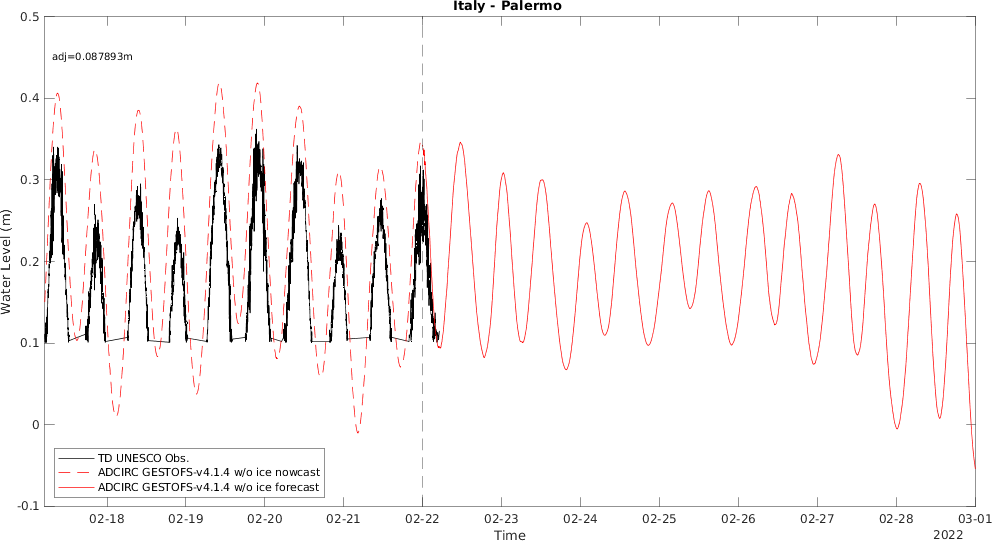 Italy - Palermo
0.5
adj=0.087893m
0.4
0.3
0.2
0.1
0
-0.1
Water Level (m)
TD UNESCO Obs.
ADCIRC GESTOFS-v4.1.4 w/o ice nowcast
ADCIRC GESTOFS-v4.1.4 w/o ice forecast
02-18 02-19 02-20 02-21 02-22 02-23 02-24 02-25 02-26 02-27 02-28 03-01
Time
2022